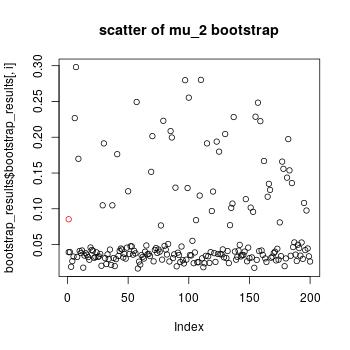 scatter of mu_2 bootstrap
bootstrap_results$bootstrap_results[, i]
0.30
0.25
0.20
0.15
0.10
0.05
0 50 100 150 200
Index